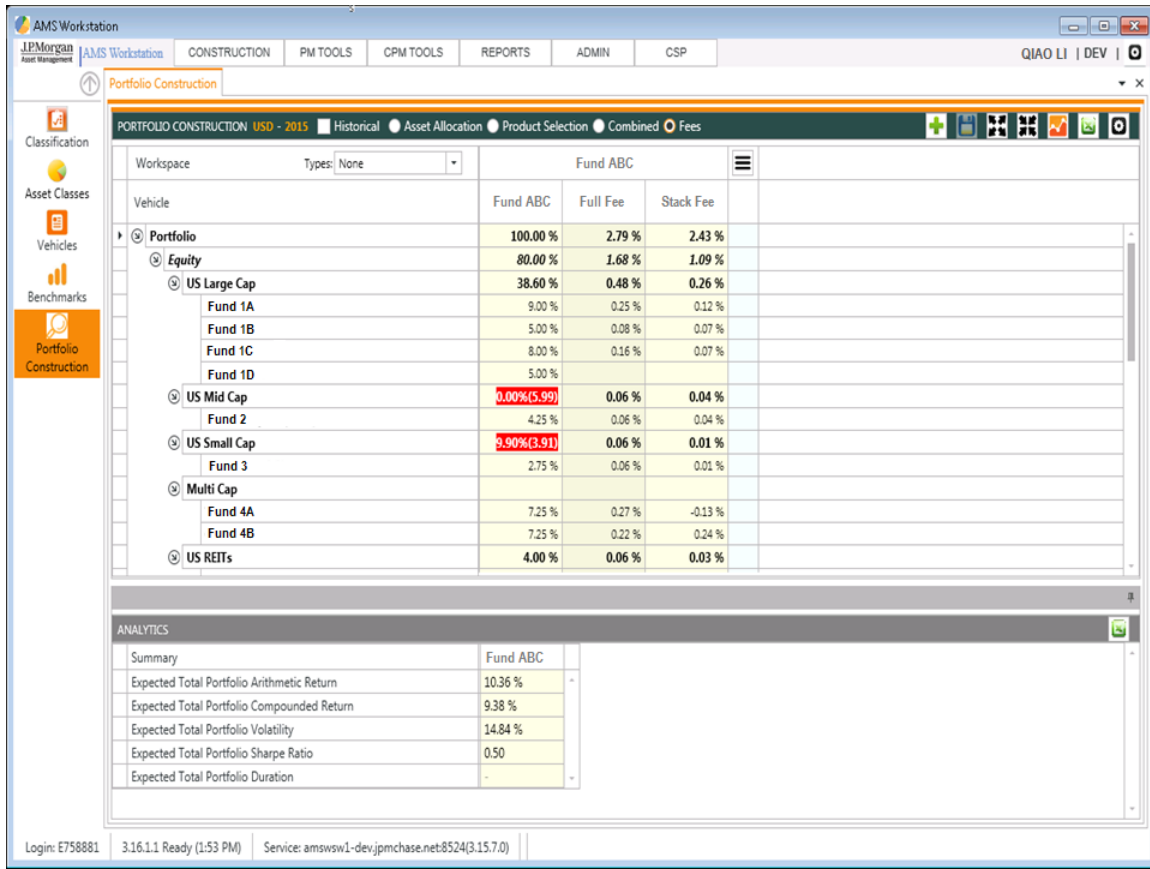 AMS Workstation
J.P.Morgan Asset Management | AMS Workstation CONSTRUCTION PM TOOLS CPM TOOLS REPORTS ADMIN CSP QIAO LI | DEV |
Portfolio Construction
Classification
Asset Classes
Vehicles
Benchmarks
Portfolio
Construction
PORTFOLIO CONSTRUCTION USD - 2015 Historical Asset Allocation Product Selection Combined Fees
Workspace Types: None Fund ABC
Vehicle Fund ABC Full Fee Stack Fee
Portfolio 100.00 % 2.79 % 2.43 %
Equity 80.00 % 1.68 % 1.09 %
US Large Cap 38.60 % 0.48 % 0.26 %
Fund 1A 9.00 % 0.25 % 0.12 %
Fund 1B 5.00 % 0.08 % 0.07 %
Fund 1C 8.00 % 0.16 % 0.07 %
Fund 1D 5.00 %
US Mid Cap 0.00%(5.99) 0.06 % 0.04 %
Fund 2 4.25 % 0.06 % 0.04 %
US Small Cap 9.90%(3.91) 0.06 % 0.01 %
Fund 3 2.75 % 0.06 % 0.01 %
Multi Cap
Fund 4A 7.25 % 0.27 % -0.13 %
Fund 4B 7.25 % 0.22 % 0.24 %
US REITs 4.00 % 0.06 % 0.03 %
ANALYTICS
Summary Fund ABC
Expected Total Portfolio Arithmetic Return 10.36 %
Expected Total Portfolio Compounded Return 9.38 %
Expected Total Portfolio Volatility 14.84 %
Expected Total Portfolio Sharpe Ratio 0.50
Expected Total Portfolio Duration -
Login: E758881 3.16.1.1 Ready (1:53 PM) Service: amswsw1-dev.jpmchase.net:8524(3.15.7.0)